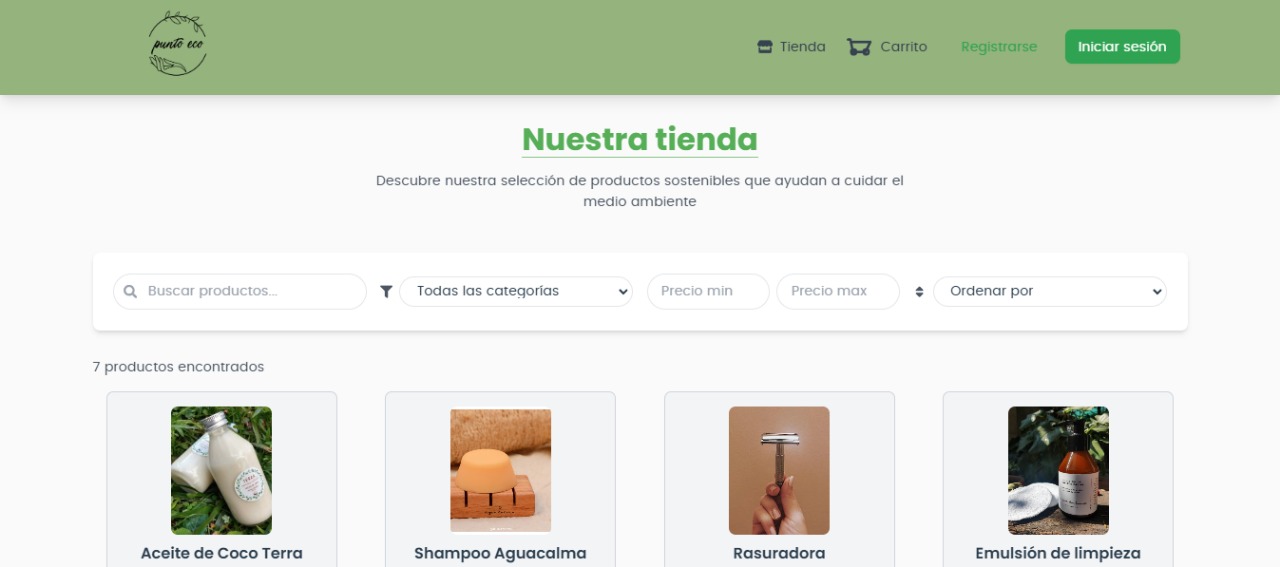 punto eco
Tienda
Carrito
Registrarse
Iniciar sesión
Nuestra tienda
Descubre nuestra selección de productos sostenibles que ayudan a cuidar el
medio ambiente
Buscar productos...
Todas las categorías
Precio min
Precio max
Ordenar por
7 productos encontrados
Aceite de Coco Terra
Shampoo Aguacalma
Rasuradora
Emulsión de limpieza